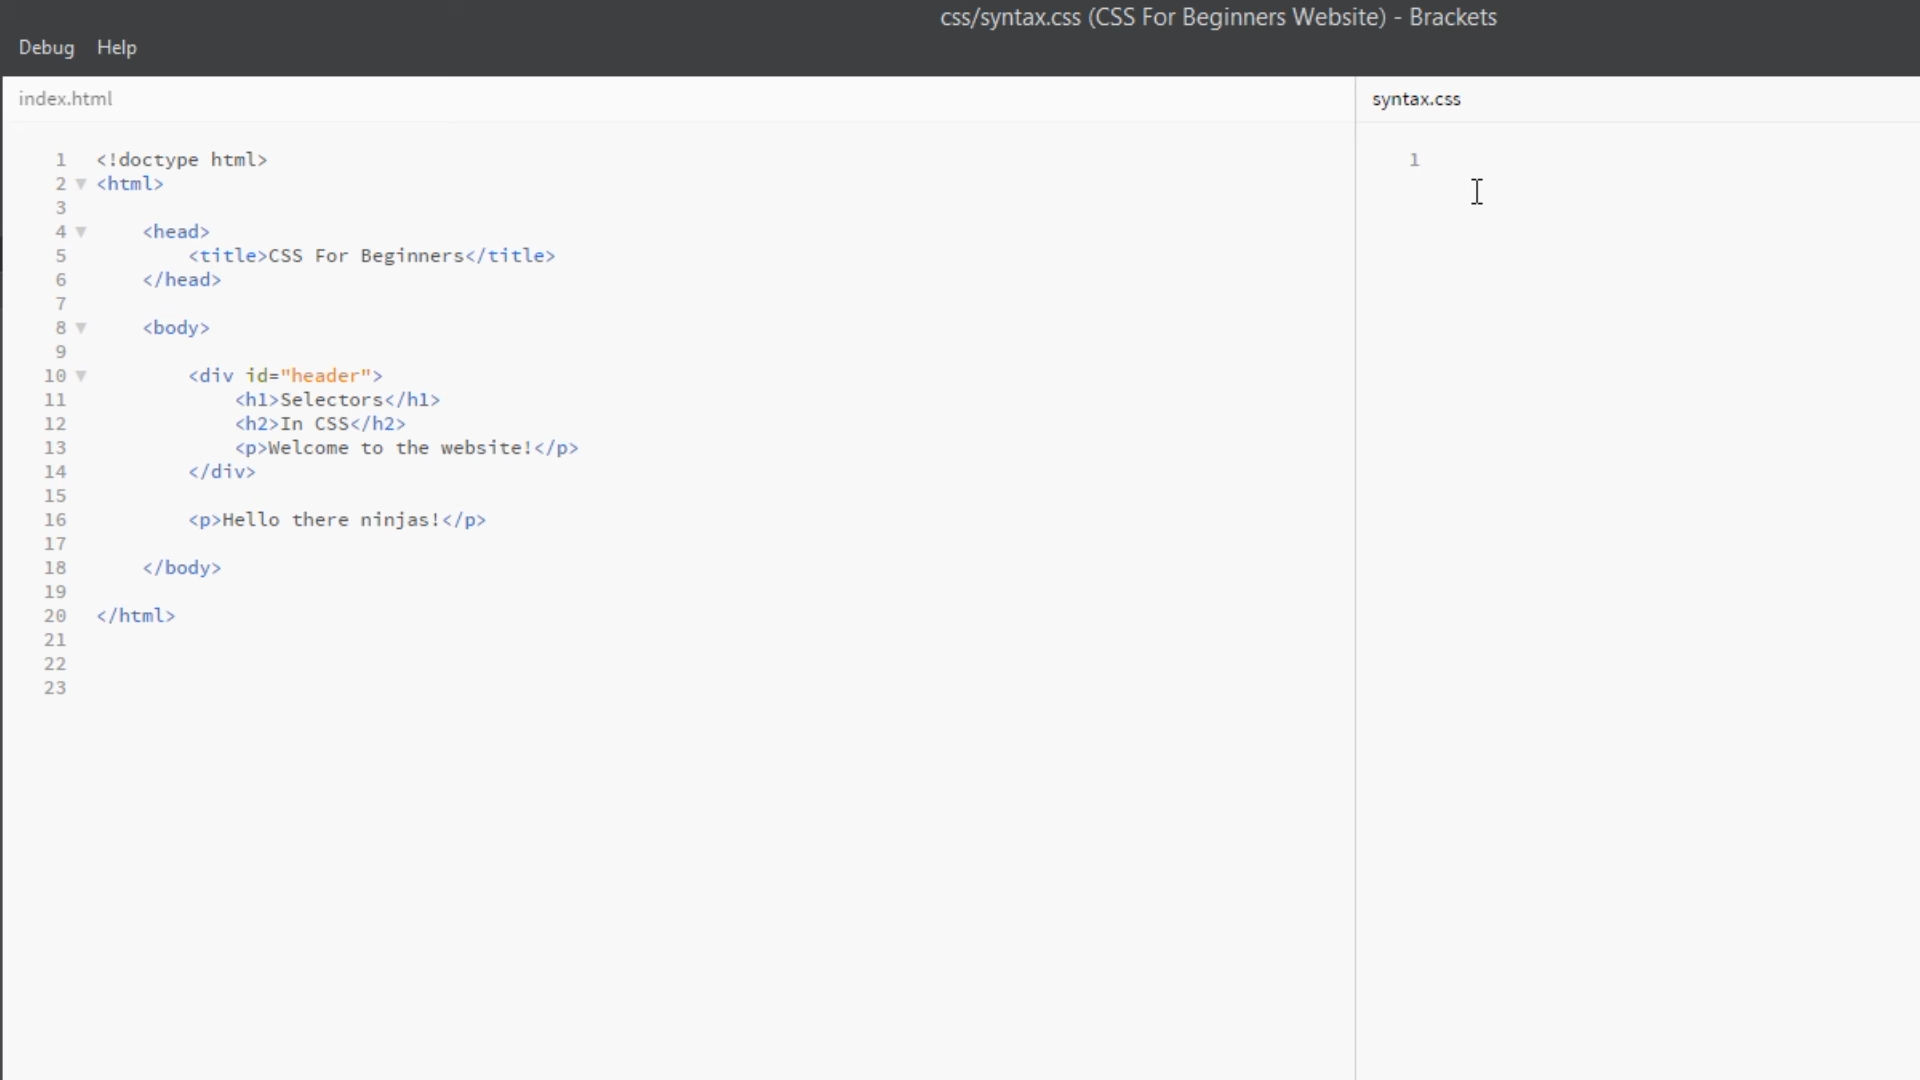 css/syntax.css (CSS For Beginners Website) - Brackets
Debug Help
index.html
1 <!doctype html>
2 <html>
3
4 <head>
5 <title>CSS For Beginners</title>
6 </head>
7
8 <body>
9
10 <div id="header">
11 <h1>Selectors</h1>
12 <h2>In CSS</h2>
13 <p>Welcome to the website!</p>
14 </div>
15
16 <p>Hello there ninjas!</p>
17
18 </body>
19
20 </html>
21
22
23
syntax.css
1